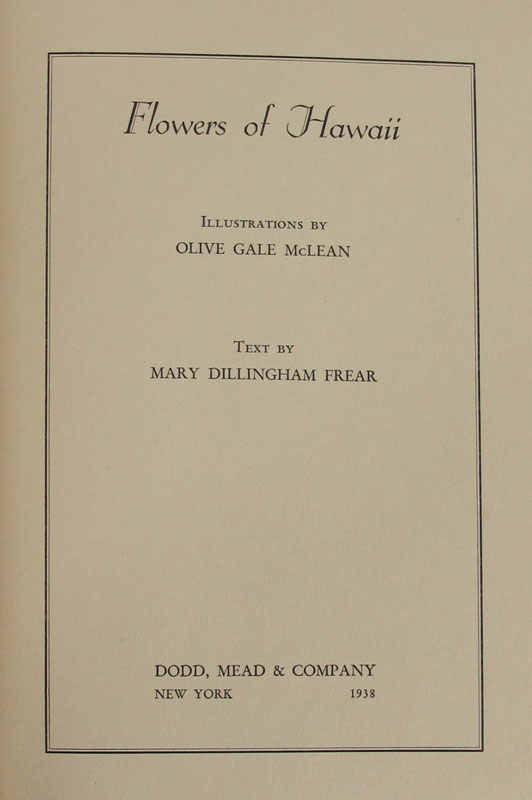 Flowers of Hawaii
Illustrations by
OLIVE GALE McLEAN
Text by
MARY DILLINGHAM FREAR
DODD, MEAD & COMPANY
NEW YORK 1938